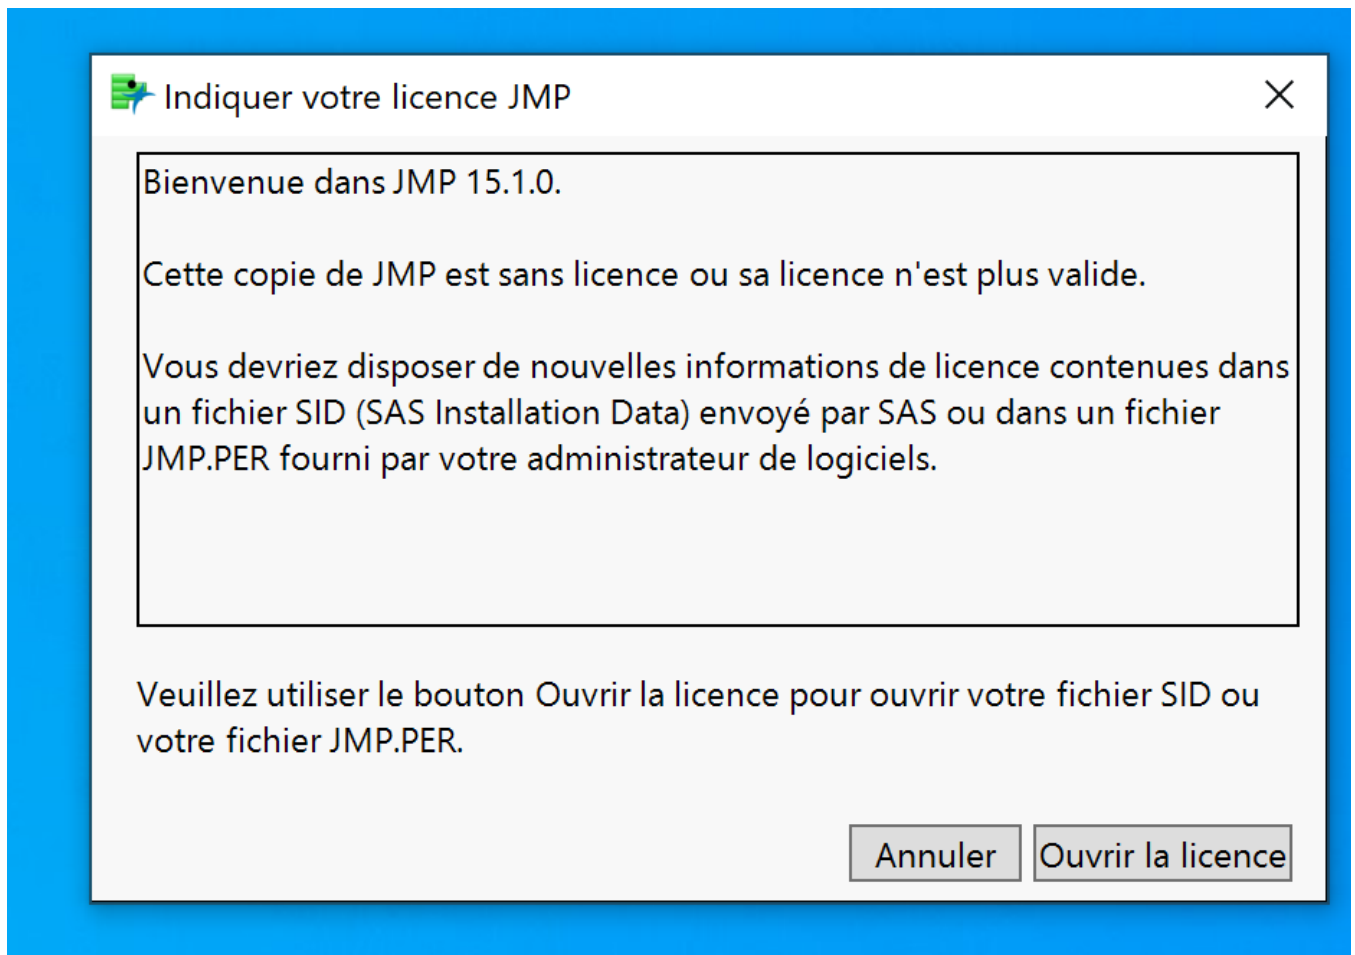 Indiquer votre licence JMP
Bienvenue dans JMP 15.1.0.
Cette copie de JMP est sans licence ou sa licence n'est plus valide.
Vous devriez disposer de nouvelles informations de licence contenues dans
un fichier SID (SAS Installation Data) envoyé par SAS ou dans un fichier
JMP.PER fourni par votre administrateur de logiciels.
Veuillez utiliser le bouton Ouvrir la licence pour ouvrir votre fichier SID ou
votre fichier JMP.PER.
Annuler
Ouvrir la licence